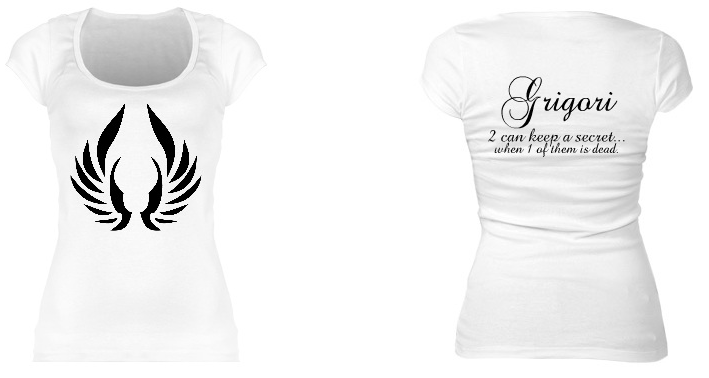 Grigori
2 can keep a secret...
when 1 of them is dead.